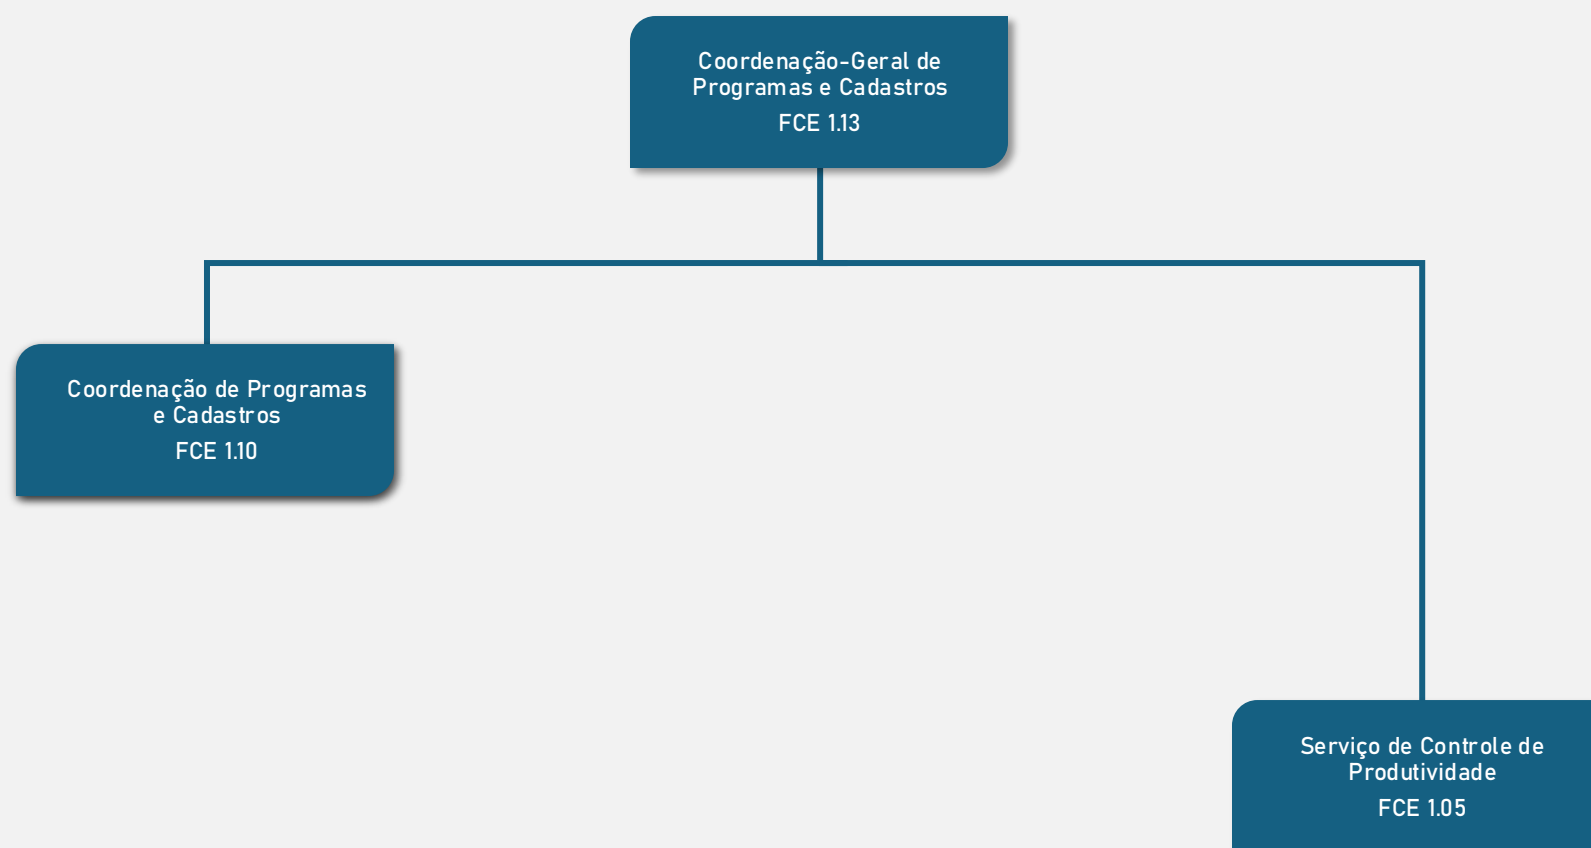 Coordenação-Geral de
Programas e Cadastros
FCE 1.13
Coordenação de Programas
e Cadastros
FCE 1.10
Serviço de Controle de
Produtividade
FCE 1.05